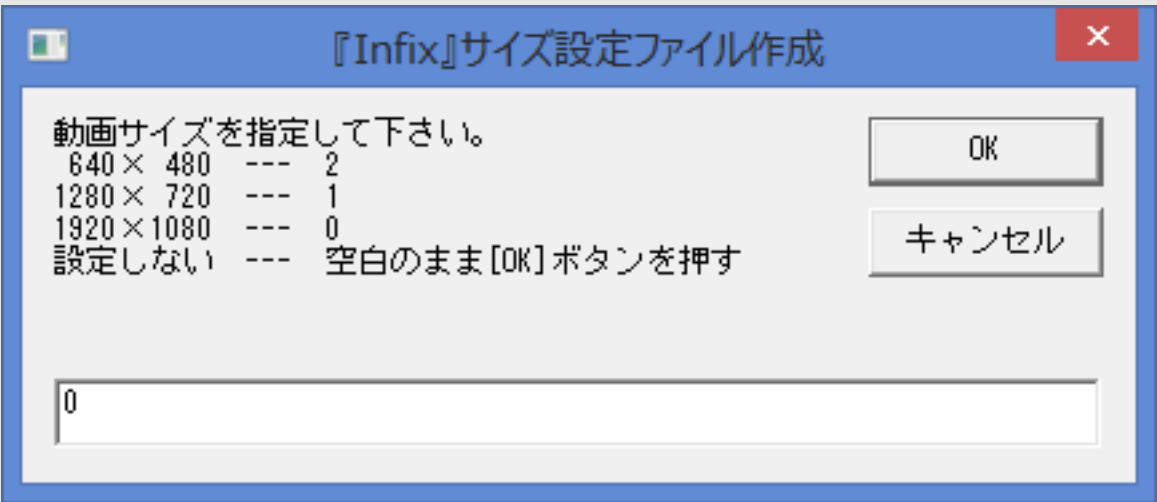 『Infix』サイズ設定ファイル作成
動画サイズを指定して下さい。
640× 480 --- 2
1280× 720 --- 1
1920×1080 --- 0
設定しない --- 空白のまま[OK]ボタンを押す
OK
キャンセル
0